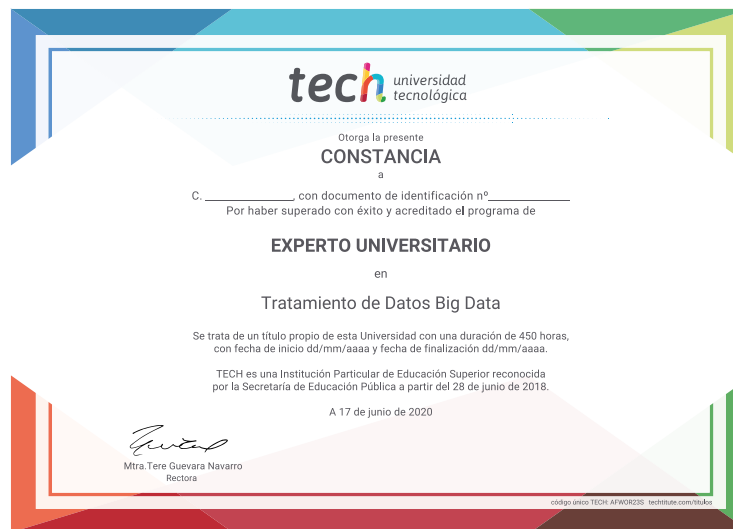 tech universidad
tecnológica
Otorga la presente
CONSTANCIA
a
C. ____________, con documento de identificación nº____________
Por haber superado con éxito y acreditado el programa de
EXPERTO UNIVERSITARIO
en
Tratamiento de Datos Big Data
Se trata de un título propio de esta Universidad con una duración de 450 horas,
con fecha de inicio dd/mm/aaaa y fecha de finalización dd/mm/aaaa.
TECH es una Institución Particular de Educación Superior reconocida
por la Secretaría de Educación Pública a partir del 28 de junio de 2018.
A 17 de junio de 2020
Mtra.Tere Guevara Navarro
Rectora
código único TECH: AFWOR23S techtitute.com/titulos